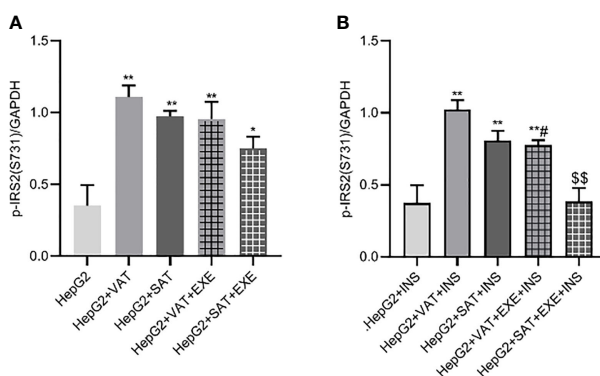 A
p-IRS2(S731)/GAPDH
1.5
1.0
0.5
0.0
**
**
**
*
HepG2
HepG2+VAT
HepG2+SAT
HepG2+VAT+EXE
HepG2+SAT+EXE
B
p-IRS2(S731)/GAPDH
1.5
1.0
0.5
0.0
**
**
**#
$$
HepG2+INS
HepG2+VAT+INS
HepG2+SAT+INS
HepG2+VAT+EXE+INS
HepG2+SAT+EXE+INS